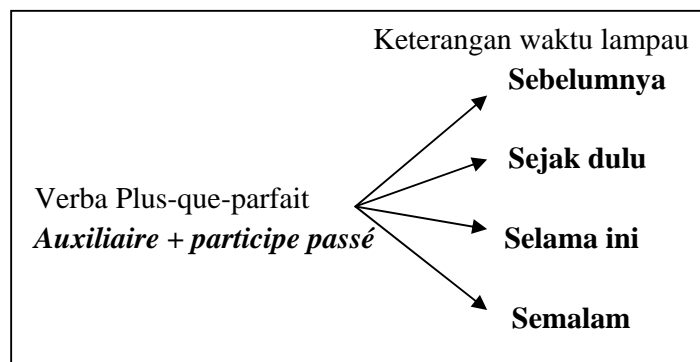 Keterangan waktu lampau
Sebelumnya
Sejak dulu
Verba Plus-que-parfait
Auxiliaire + participe passé
Selama ini
Semalam